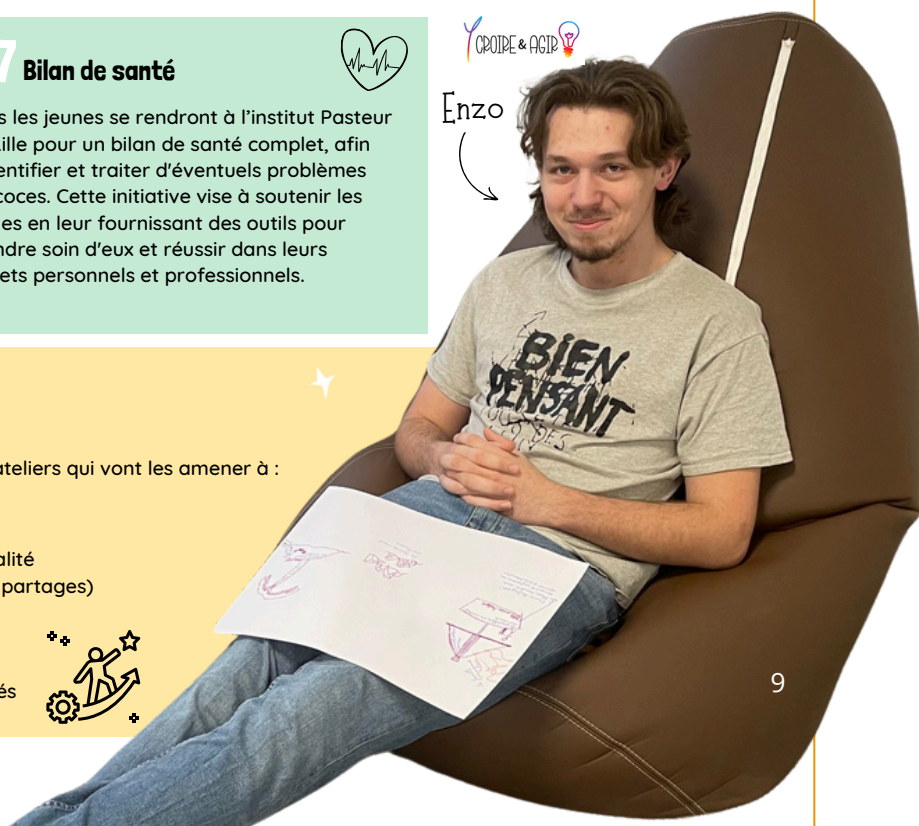 7 Bilan de santé
s les jeunes se rendront à l'institut Pasteur
ille pour un bilan de santé complet, afin
entifier et traiter d'éventuels problèmes
coces. Cette initiative vise à soutenir les
es en leur fournissant des outils pour
ndre soin d'eux et réussir dans leurs
ets personnels et professionnels.
Y CROIRE & AGIR
Enzo
BIEN
PENSANT
ateliers qui vont les amener à :
alité
partages)
és
9